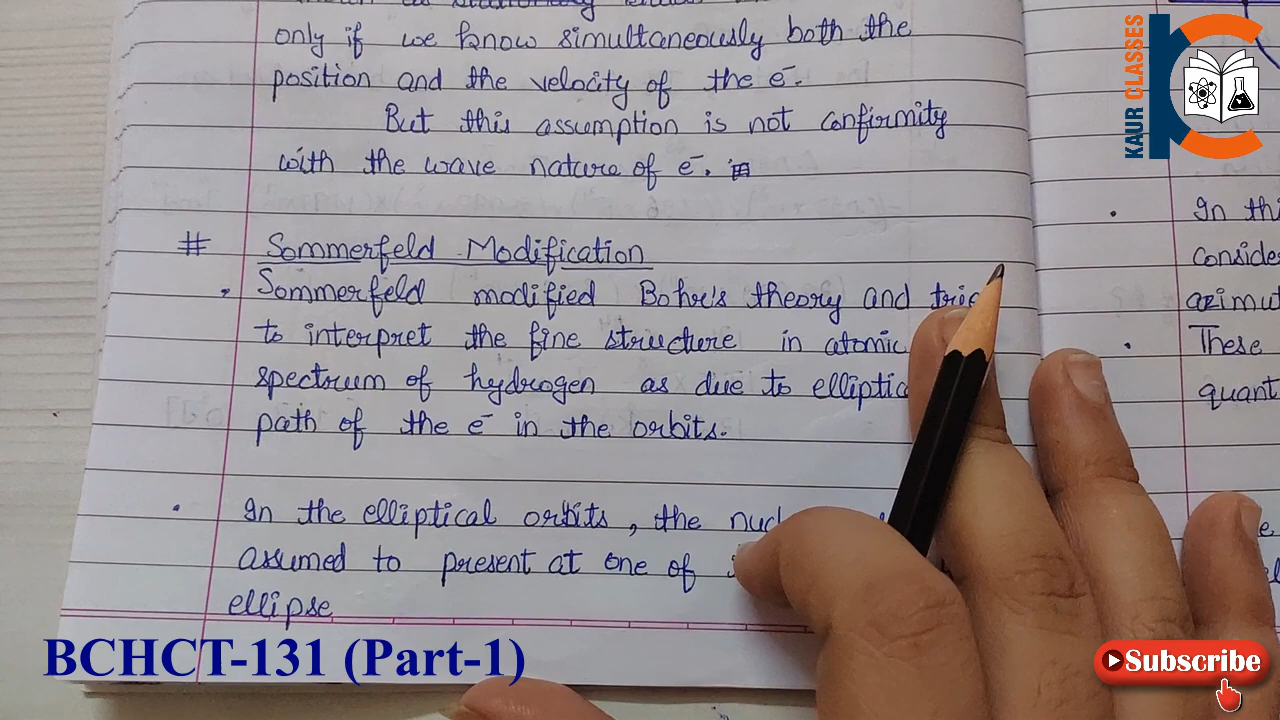 only if we know simultaneously both the
position and the velocity of the e⁻.
But this assumption is not confirmity
with the wave nature of e⁻.
# Sommerfeld Modification
. Sommerfeld modified Bohr's theory and
to interpret the fine structure in atomic
spectrum of hydrogen as due to
path of the e⁻ in the orbits.
. In the elliptical orbits, the
assumed to present at one of
ellipse
. In
. These
KAUR CLASSES
BCHCT-131 (Part-1)
Subscribe